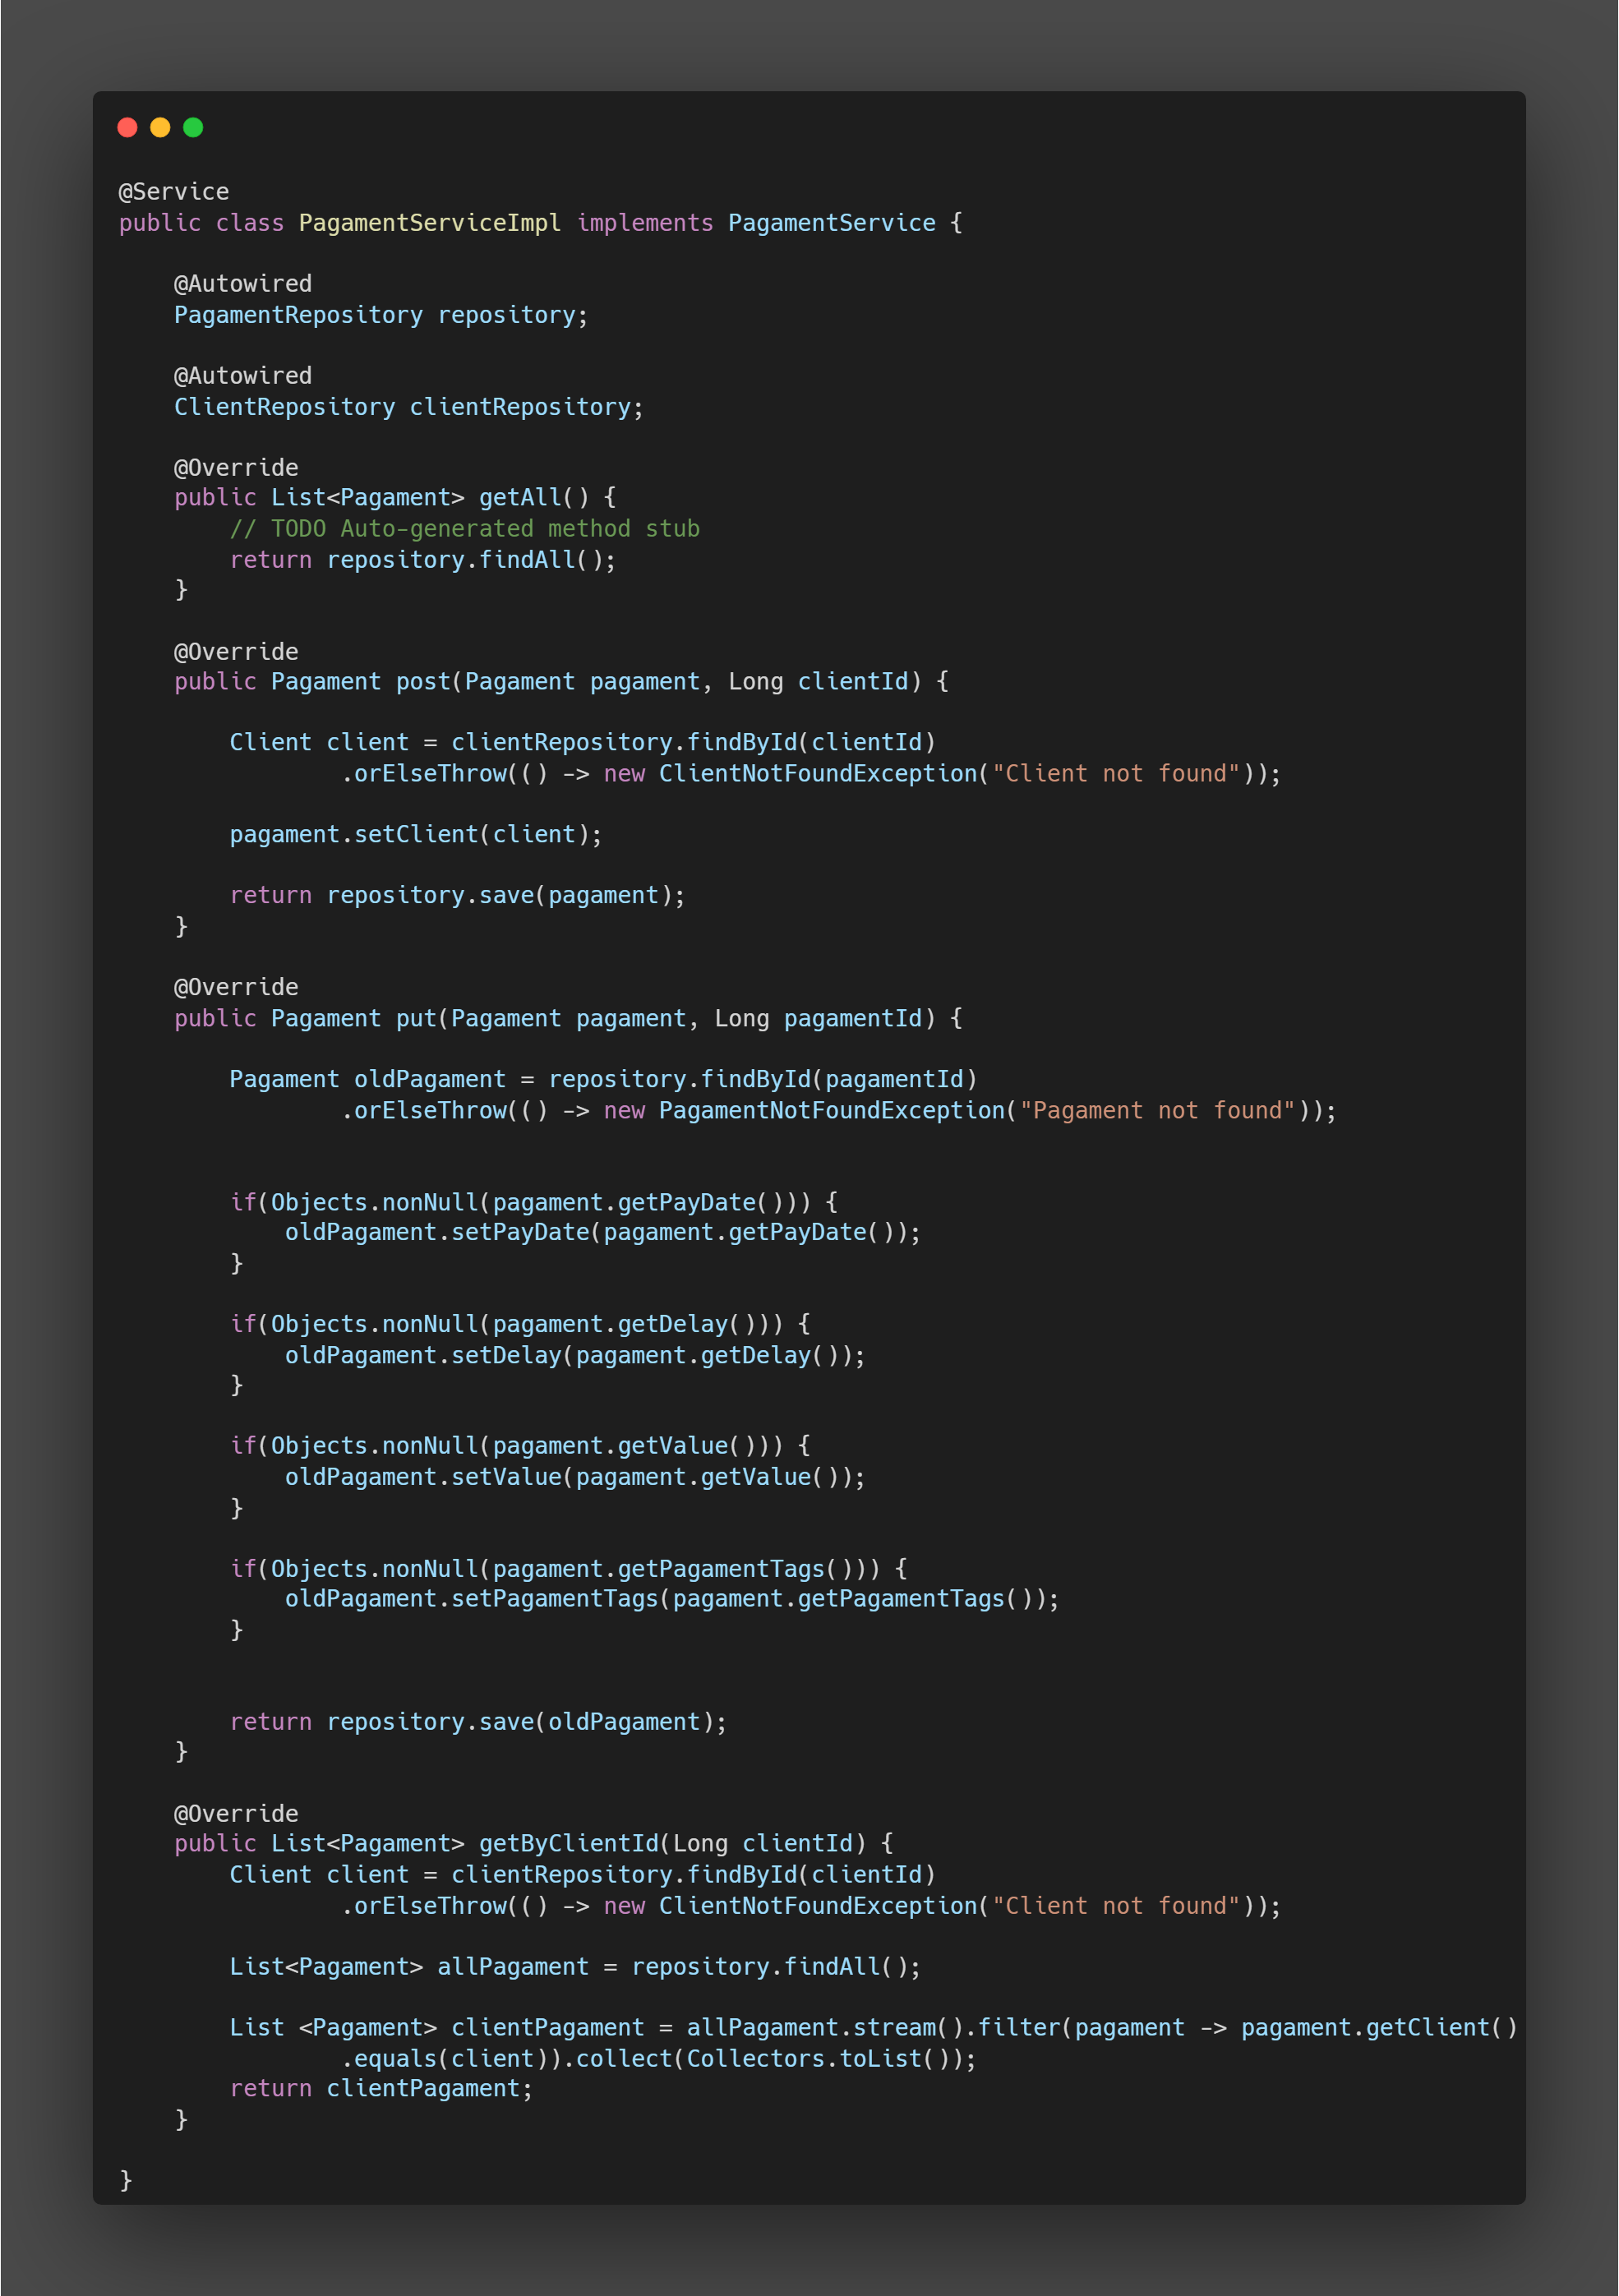 @Service
public class PagamentServiceImpl implements PagamentService {
@Autowired
PagamentRepository repository;
@Autowired
ClientRepository clientRepository;
@Override
public List<Pagament> getAll() {
// TODO Auto-generated method stub
return repository.findAll();
}
@Override
public Pagament post(Pagament pagament, Long clientId) {
Client client = clientRepository.findById(clientId)
.orElseThrow(() -> new ClientNotFoundException("Client not found"));
pagament.setClient(client);
return repository.save(pagament);
}
@Override
public Pagament put(Pagament pagament, Long pagamentId) {
Pagament oldPagament = repository.findById(pagamentId)
.orElseThrow(() -> new PagamentNotFoundException("Pagament not found"));
if(Objects.nonNull(pagament.getPayDate())) {
oldPagament.setPayDate(pagament.getPayDate());
}
if(Objects.nonNull(pagament.getDelay())) {
oldPagament.setDelay(pagament.getDelay());
}
if(Objects.nonNull(pagament.getValue())) {
oldPagament.setValue(pagament.getValue());
}
if(Objects.nonNull(pagament.getPagamentTags())) {
oldPagament.setPagamentTags(pagament.getPagamentTags());
}
return repository.save(oldPagament);
}
@Override
public List<Pagament> getByClientId(Long clientId) {
Client client = clientRepository.findById(clientId)
.orElseThrow(() -> new ClientNotFoundException("Client not found"));
List<Pagament> allPagament = repository.findAll();
List <Pagament> clientPagament = allPagament.stream().filter(pagament -> pagament.getClient()
.equals(client)).collect(Collectors.toList());
return clientPagament;
}
}